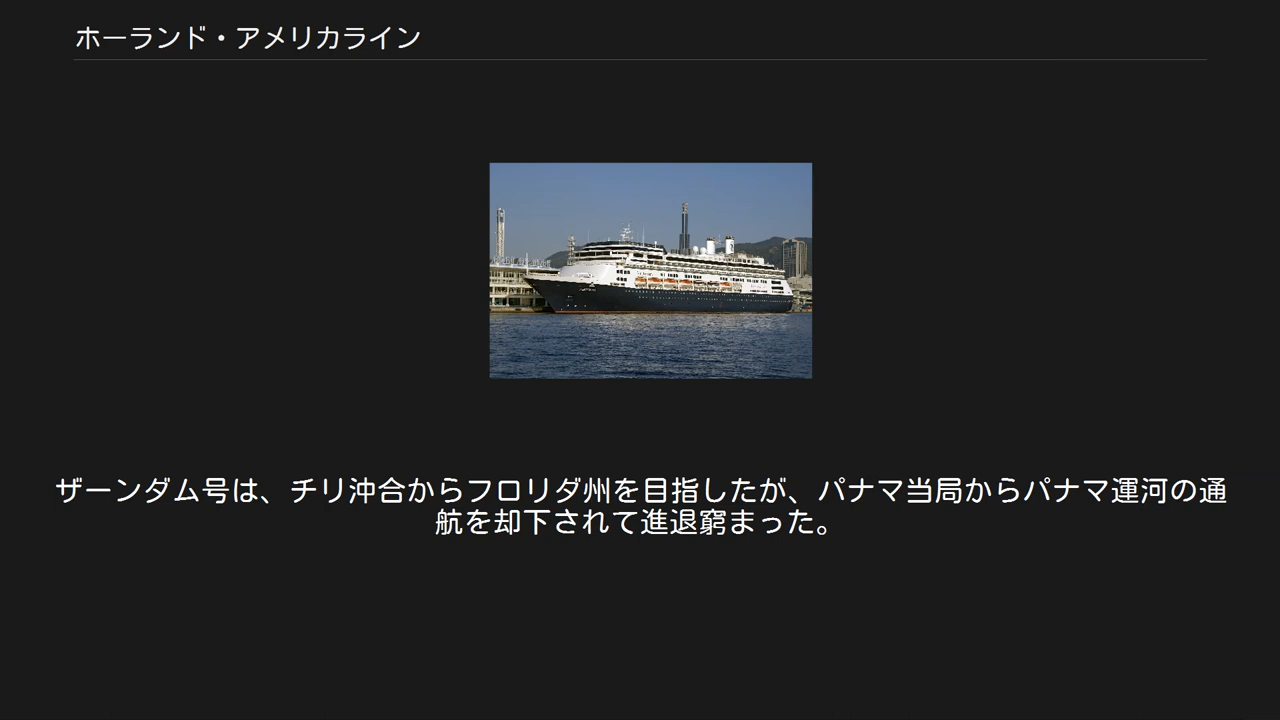 ホーランド・アメリカライン
ザーンダム号は、チリ沖合からフロリダ州を目指したが、パナマ当局からパナマ運河の通
航を却下されて進退窮まった。